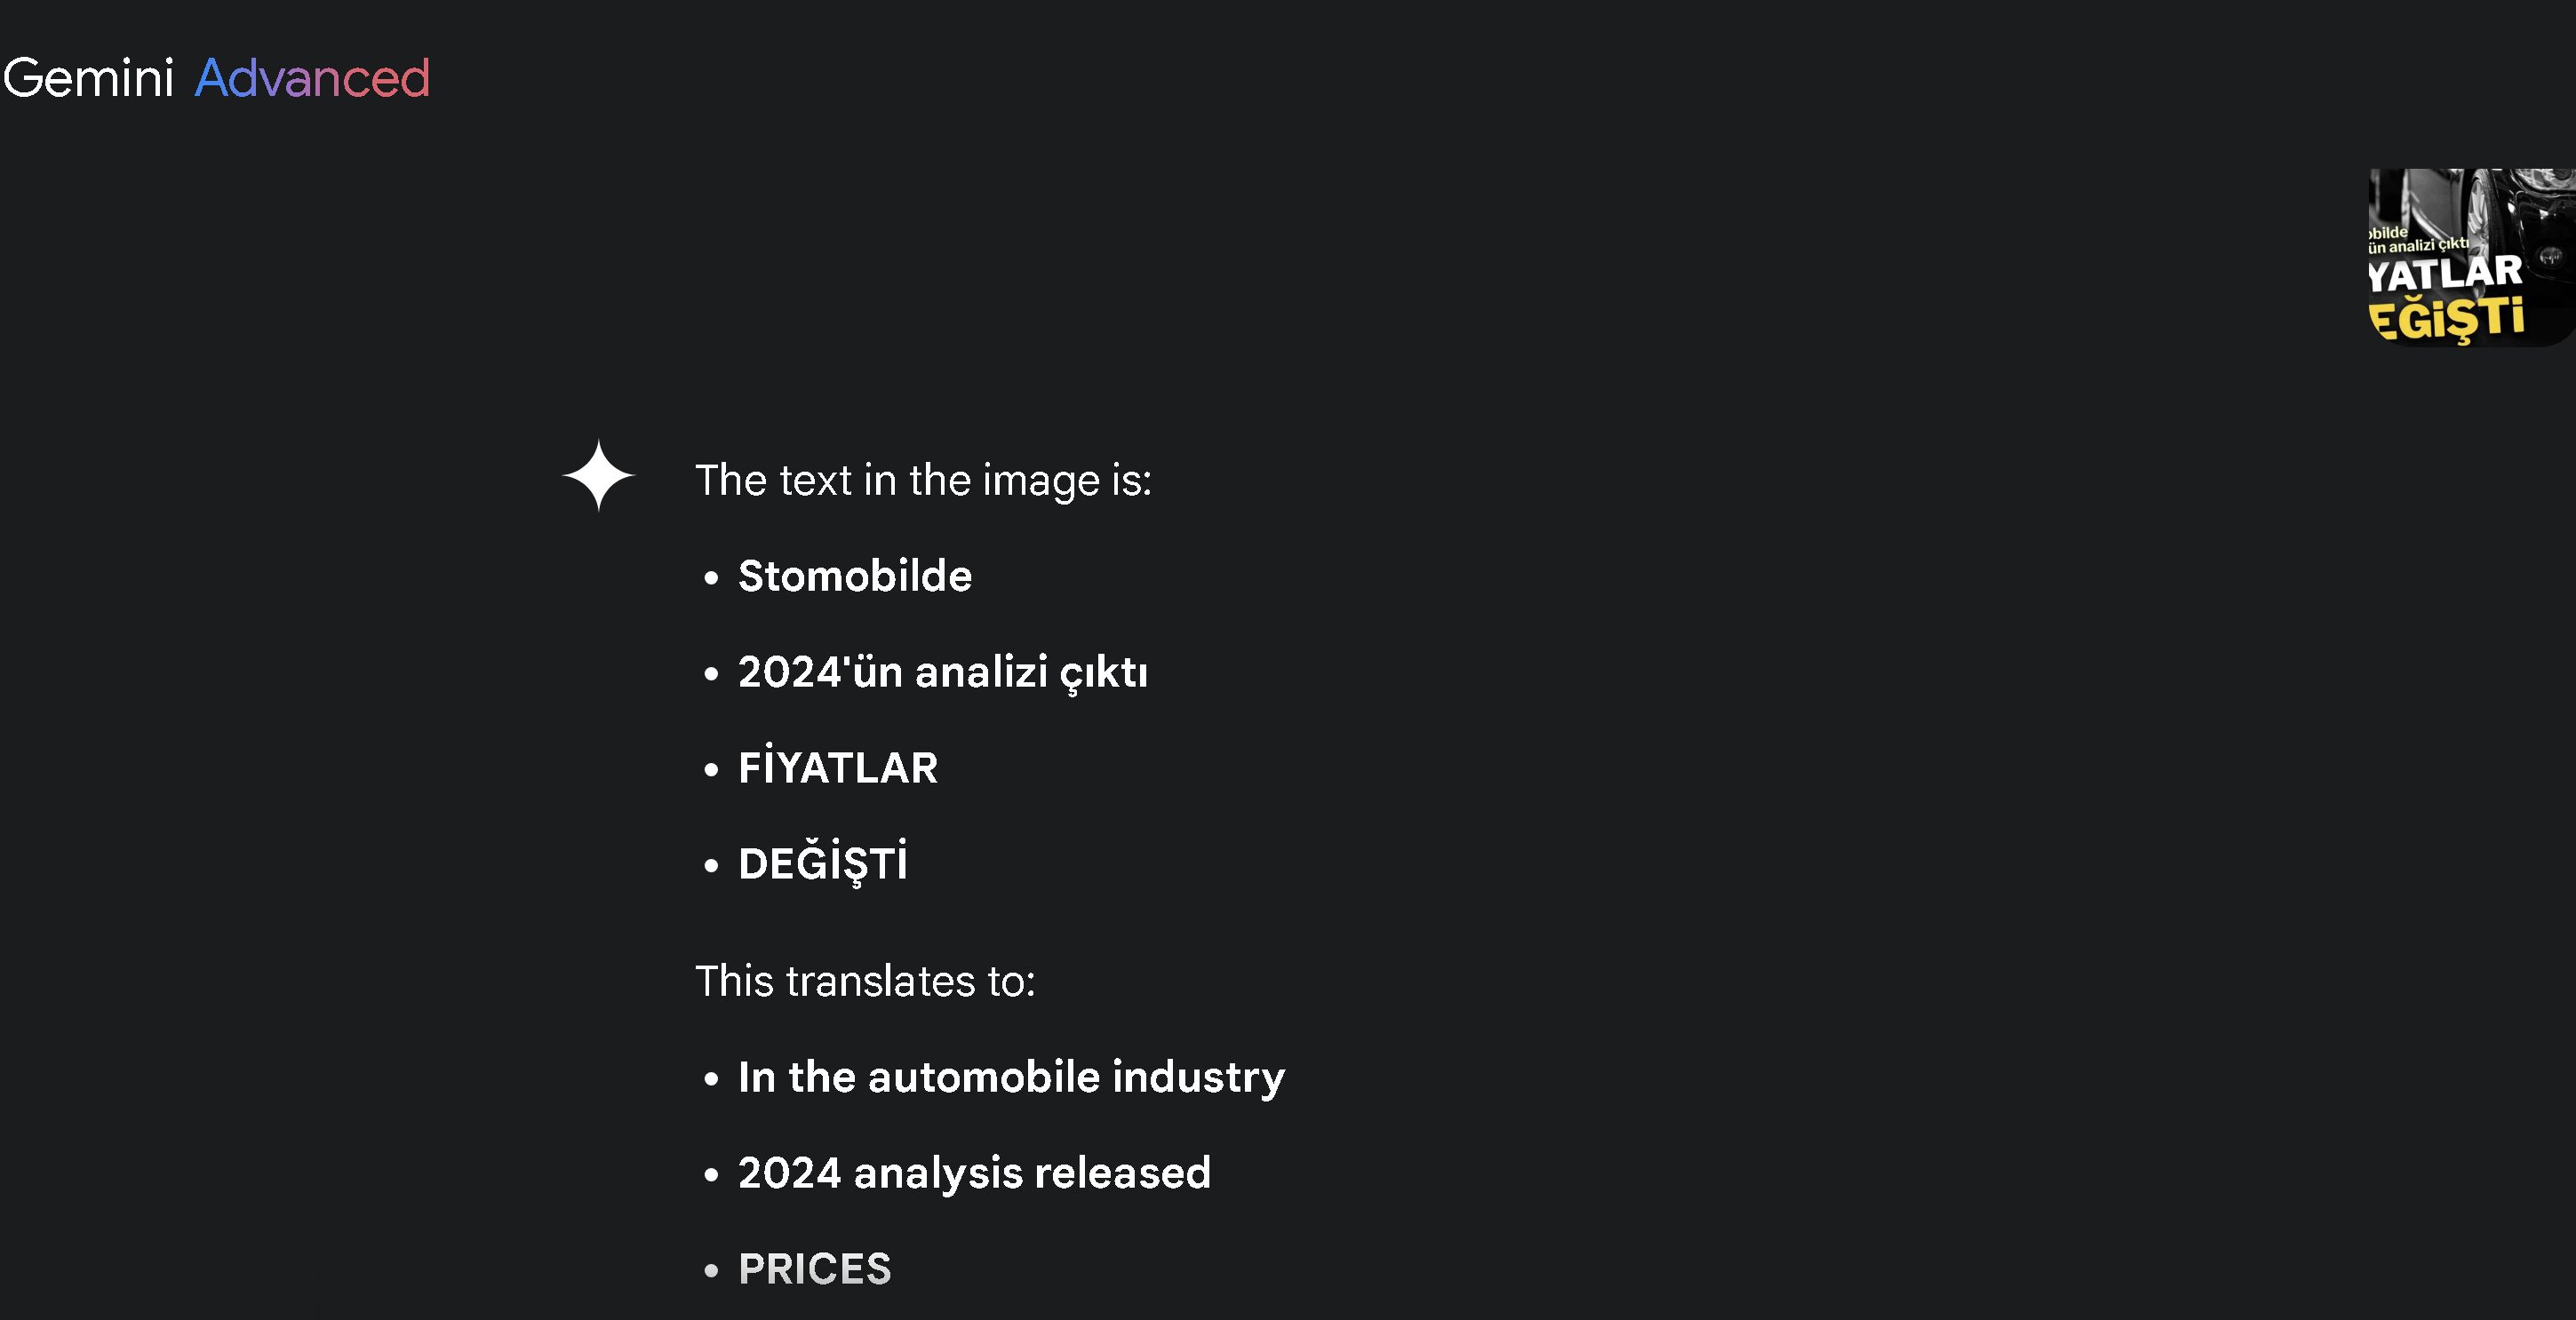 Gemini Advanced
obilde
ün analizi çıktı
YATLAR
EĞİŞTİ
The text in the image is:
• Stomobilde
• 2024'ün analizi çıktı
• FİYATLAR
• DEĞİŞTİ
This translates to:
• In the automobile industry
• 2024 analysis released
• PRICES